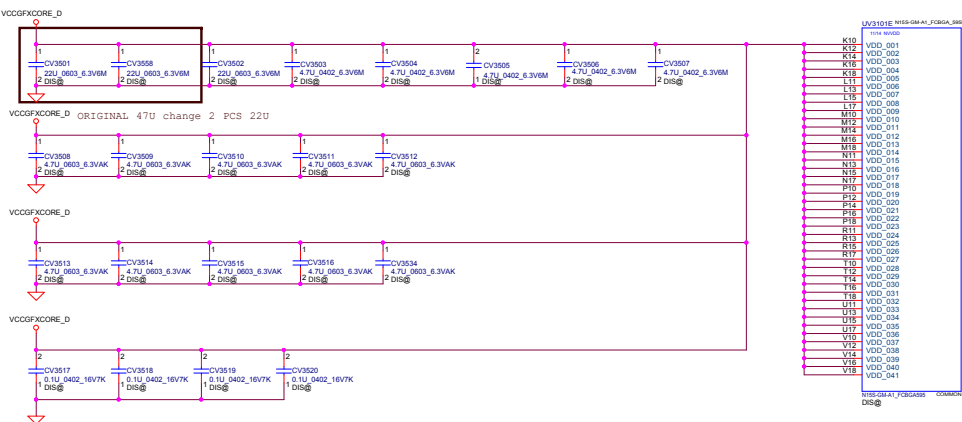 VCCGFXCORE_D
1 1 1 1 1 2 1 1
CV3501 CV3558 CV3502 CV3503 CV3504 CV3505 CV3506 CV3507
22U_0603_6.3V6M 22U_0603_6.3V6M 22U_0603_6.3V6M 4.7U_0402_6.3V6M 4.7U_0402_6.3V6M 4.7U_0402_6.3V6M 4.7U_0402_6.3V6M 4.7U_0402_6.3V6M
2 DIS@ 2 DIS@ 2 DIS@ 2 DIS@ 2 DIS@ 1 DIS@ 2 DIS@ 2 DIS@
VCCGFXCORE_D ORIGINAL 47U change 2 PCS 22U
1 1 1 1 1
CV3508 CV3509 CV3510 CV3511 CV3512
4.7U_0603_6.3VAK 4.7U_0603_6.3VAK 4.7U_0603_6.3VAK 4.7U_0603_6.3VAK 4.7U_0603_6.3VAK
2 DIS@ 2 DIS@ 2 DIS@ 2 DIS@ 2 DIS@
VCCGFXCORE_D
1 1 1 1 1
CV3513 CV3514 CV3515 CV3516 CV3534
4.7U_0603_6.3VAK 4.7U_0603_6.3VAK 4.7U_0603_6.3VAK 4.7U_0603_6.3VAK 4.7U_0603_6.3VAK
2 DIS@ 2 DIS@ 2 DIS@ 2 DIS@ 2 DIS@
VCCGFXCORE_D
2 2 2 2
CV3517 CV3518 CV3519 CV3520
0.1U_0402_16V7K 0.1U_0402_16V7K 0.1U_0402_16V7K 0.1U_0402_16V7K
1 DIS@ 1 DIS@ 1 DIS@ 1 DIS@
UV3101E N15S-GM-A1_FCBGA_595
11/14 NVVDD
K10 VDD_001
K12 VDD_002
K14 VDD_003
K16 VDD_004
K18 VDD_005
L11 VDD_006
L13 VDD_007
L15 VDD_008
L17 VDD_009
M10 VDD_010
M12 VDD_011
M14 VDD_012
M16 VDD_013
M18 VDD_014
N11 VDD_015
N13 VDD_016
N15 VDD_017
N17 VDD_018
P10 VDD_019
P12 VDD_020
P14 VDD_021
P16 VDD_022
P18 VDD_023
R11 VDD_024
R13 VDD_025
R15 VDD_026
R17 VDD_027
T10 VDD_028
T12 VDD_029
T14 VDD_030
T16 VDD_031
T18 VDD_032
U11 VDD_033
U13 VDD_034
U15 VDD_035
U17 VDD_036
V10 VDD_037
V12 VDD_038
V14 VDD_039
V16 VDD_040
V18 VDD_041
N15S-GM-A1_FCBGA595 COMMON
DIS@